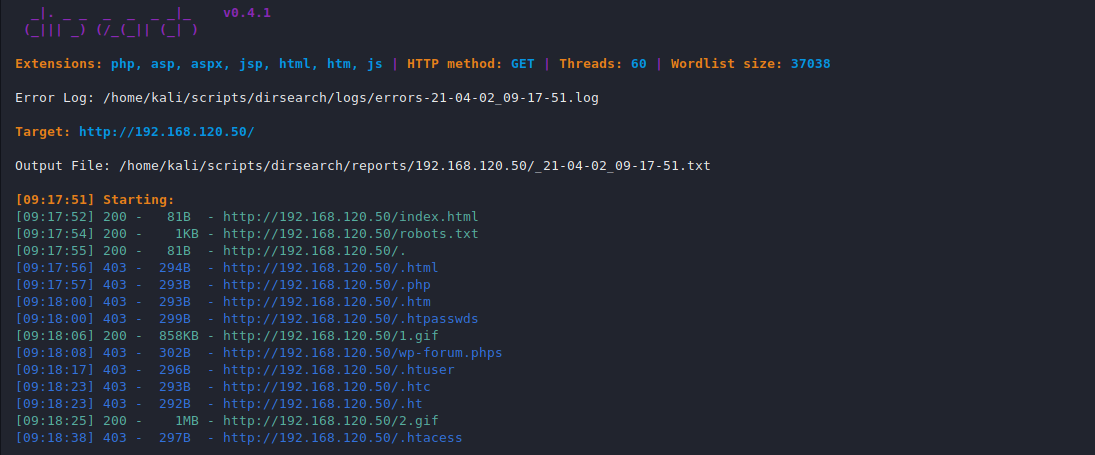 _|. _ _  _  _  _ _|_    v0.4.1
(_||| _) (/_(_|| (_| )
Extensions: php, asp, aspx, jsp, html, htm, js | HTTP method: GET | Threads: 60 | Wordlist size: 37038
Error Log: /home/kali/scripts/dirsearch/logs/errors-21-04-02_09-17-51.log
Target: http://192.168.120.50/
Output File: /home/kali/scripts/dirsearch/reports/192.168.120.50/_21-04-02_09-17-51.txt
[09:17:51] Starting:
[09:17:52] 200 -   81B  - http://192.168.120.50/index.html
[09:17:54] 200 -    1KB - http://192.168.120.50/robots.txt
[09:17:55] 200 -   81B  - http://192.168.120.50/.
[09:17:56] 403 -  294B  - http://192.168.120.50/.html
[09:17:57] 403 -  293B  - http://192.168.120.50/.php
[09:18:00] 403 -  293B  - http://192.168.120.50/.htm
[09:18:00] 403 -  299B  - http://192.168.120.50/.htpasswds
[09:18:06] 200 -  858KB - http://192.168.120.50/1.gif
[09:18:08] 403 -  302B  - http://192.168.120.50/wp-forum.phps
[09:18:17] 403 -  296B  - http://192.168.120.50/.htuser
[09:18:23] 403 -  293B  - http://192.168.120.50/.htc
[09:18:23] 403 -  292B  - http://192.168.120.50/.ht
[09:18:25] 200 -    1MB - http://192.168.120.50/2.gif
[09:18:38] 403 -  297B  - http://192.168.120.50/.htacess